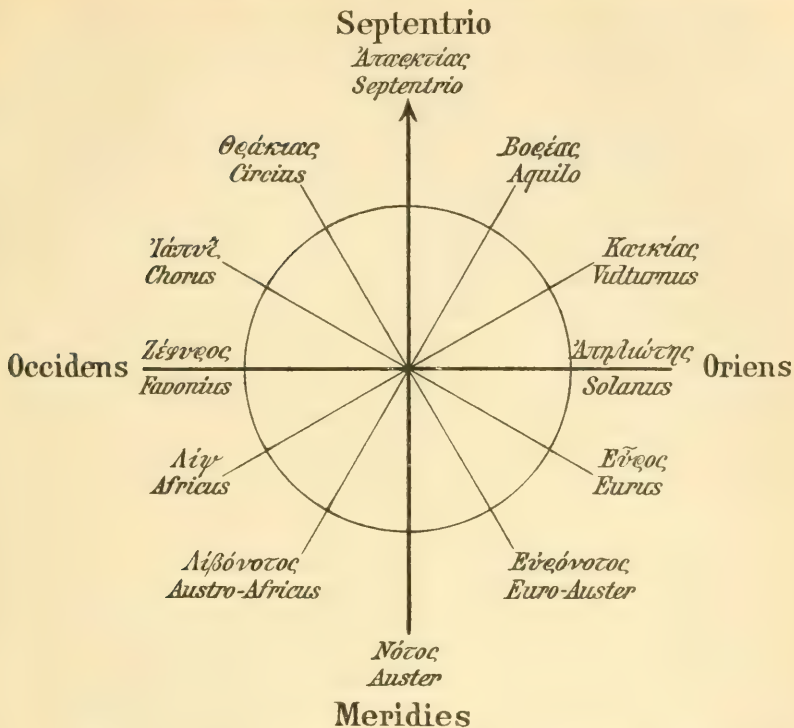 Septentrio
Ἀπαρκτίας
Septentrio
Θράκιας
Circius
Βορέας
Aquilo
Ἰάπυξ
Chorus
Καικίας
Vulturnus
Occidens
Ζέφυρος
Favonius
Ἀπηλιώτης
Solanus
Oriens
Λίψ
Africus
Εὖρος
Eurus
Λιβόνοτος
Austro-Africus
Εὐρόνοτος
Euro-Auster
Νότος
Auster
Meridies